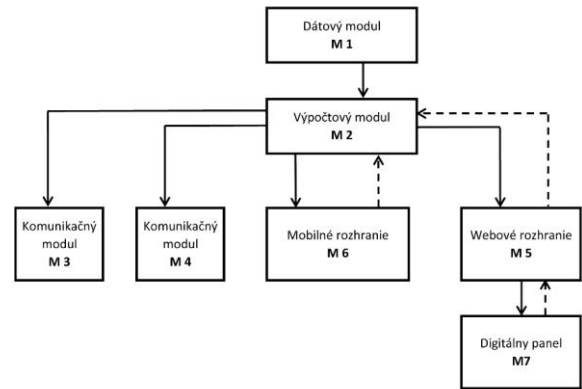 Dátový modul
M 1
Výpočtový modul
M 2
Komunikačný
modul
M 3
Komunikačný
modul
M 4
Mobilné rozhranie
M 6
Webové rozhranie
M 5
Digitálny panel
M7